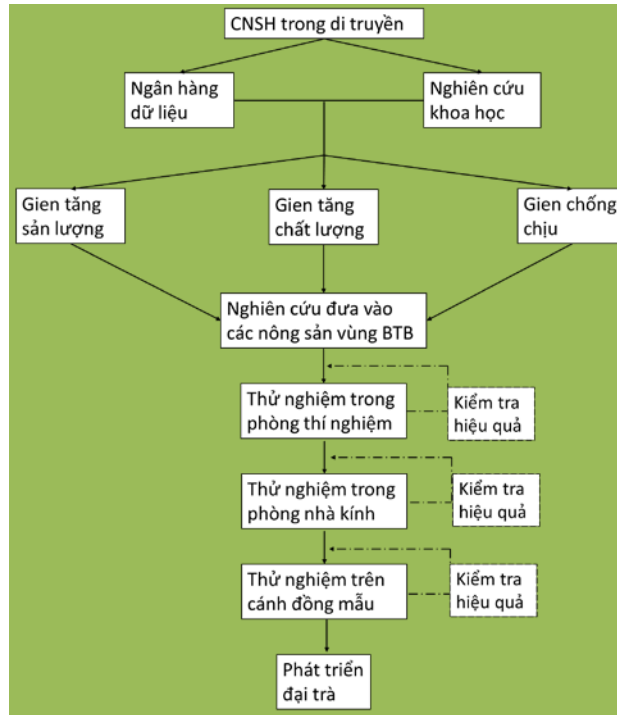 CNSH trong di truyền
Ngân hàng
dữ liệu
Nghiên cứu
khoa học
Gien tăng
sản lượng
Gien tăng
chất lượng
Gien chống
chịu
Nghiên cứu đưa vào
các nông sản vùng BTB
Thử nghiệm trong
phòng thí nghiệm
Kiểm tra
hiệu quả
Thử nghiệm trong
phòng nhà kính
Kiểm tra
hiệu quả
Thử nghiệm trên
cánh đồng mẫu
Kiểm tra
hiệu quả
Phát triển
đại trà